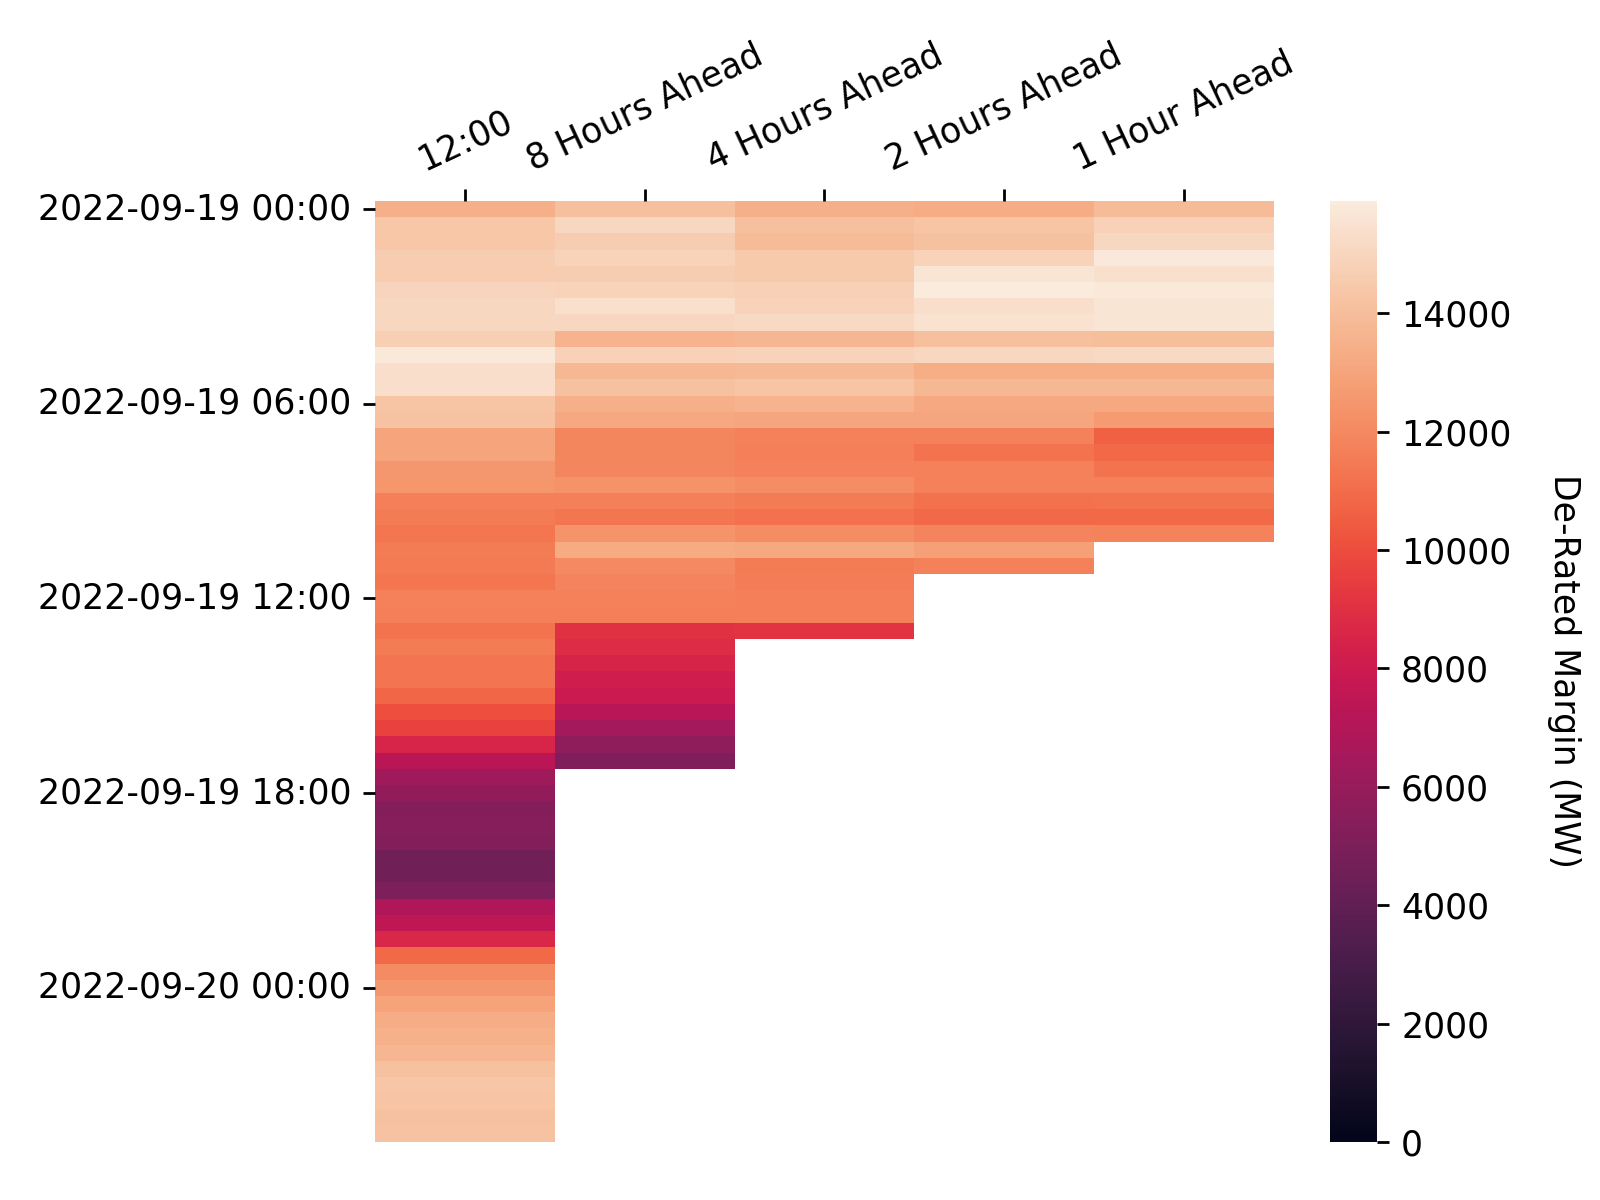 12:00
8 Hours Ahead
4 Hours Ahead
2 Hours Ahead
1 Hour Ahead
2022-09-19 00:00
2022-09-19 06:00
2022-09-19 12:00
2022-09-19 18:00
2022-09-20 00:00
14000
12000
10000
8000
6000
4000
2000
0
De-Rated Margin (MW)